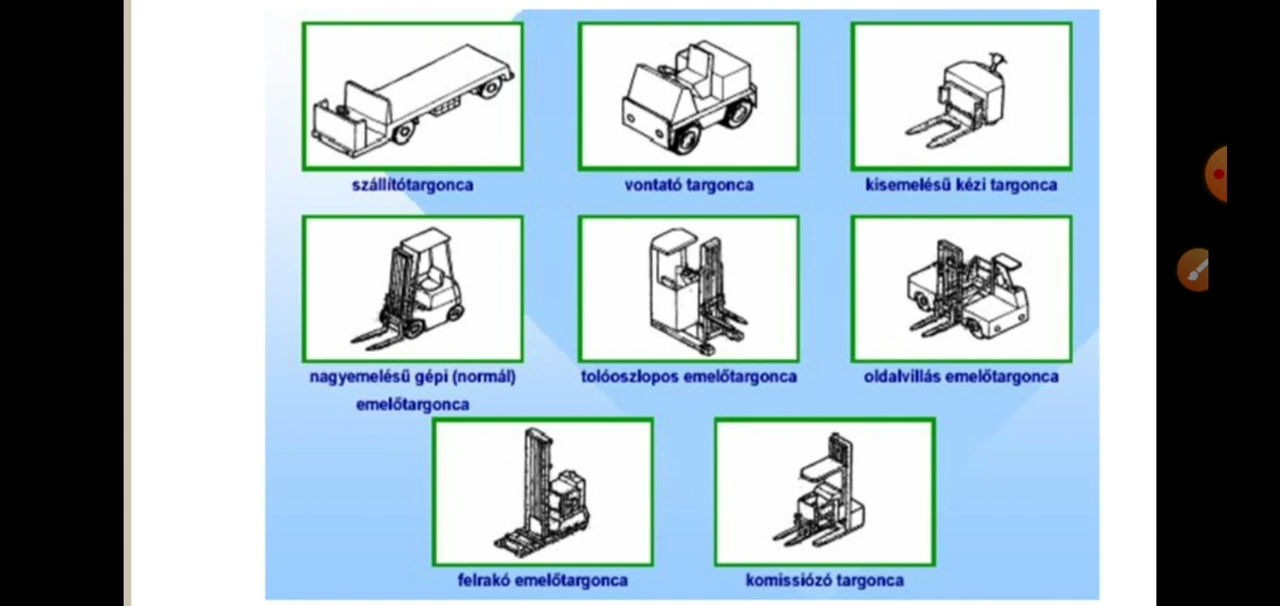 szállítótargonca
vontató targonca
kisemelésű kézi targonca
nagyemelésű gépi (normál)
emelőtargonca
tolóoszlopos emelőtargonca
oldalvillás emelőtargonca
felrakó emelőtargonca
komissiózó targonca